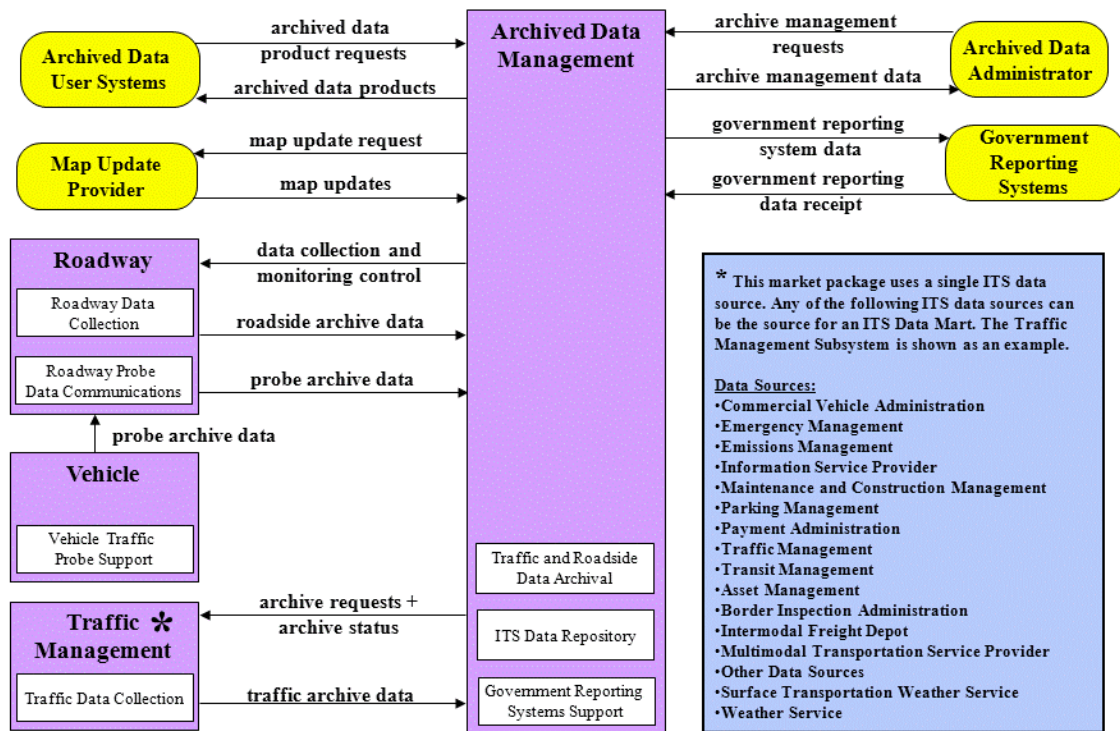 archived data
product requests
Archived Data
User Systems
archived data products
map update request
Map Update
Provider
map updates
Roadway
data collection and
monitoring control
Roadway Data
Collection
roadside archive data
Roadway Probe
Data Communications
probe archive data
probe archive data
Vehicle
Vehicle Traffic
Probe Support
Traffic *
Management
archive requests +
archive status
Traffic Data Collection
traffic archive data
Archived Data
Management
Traffic and Roadside
Data Archival
ITS Data Repository
Government Reporting
Systems Support
archive management
requests
Archived Data
Administrator
archive management data
government reporting
system data
Government
Reporting
Systems
government reporting
data receipt
* This market package uses a single ITS data
source. Any of the following ITS data sources can
be the source for an ITS Data Mart. The Traffic
Management Subsystem is shown as an example.
Data Sources:
•Commercial Vehicle Administration
•Emergency Management
•Emissions Management
•Information Service Provider
•Maintenance and Construction Management
•Parking Management
•Payment Administration
•Traffic Management
•Transit Management
•Asset Management
•Border Inspection Administration
•Intermodal Freight Depot
•Multimodal Transportation Service Provider
•Other Data Sources
•Surface Transportation Weather Service
•Weather Service